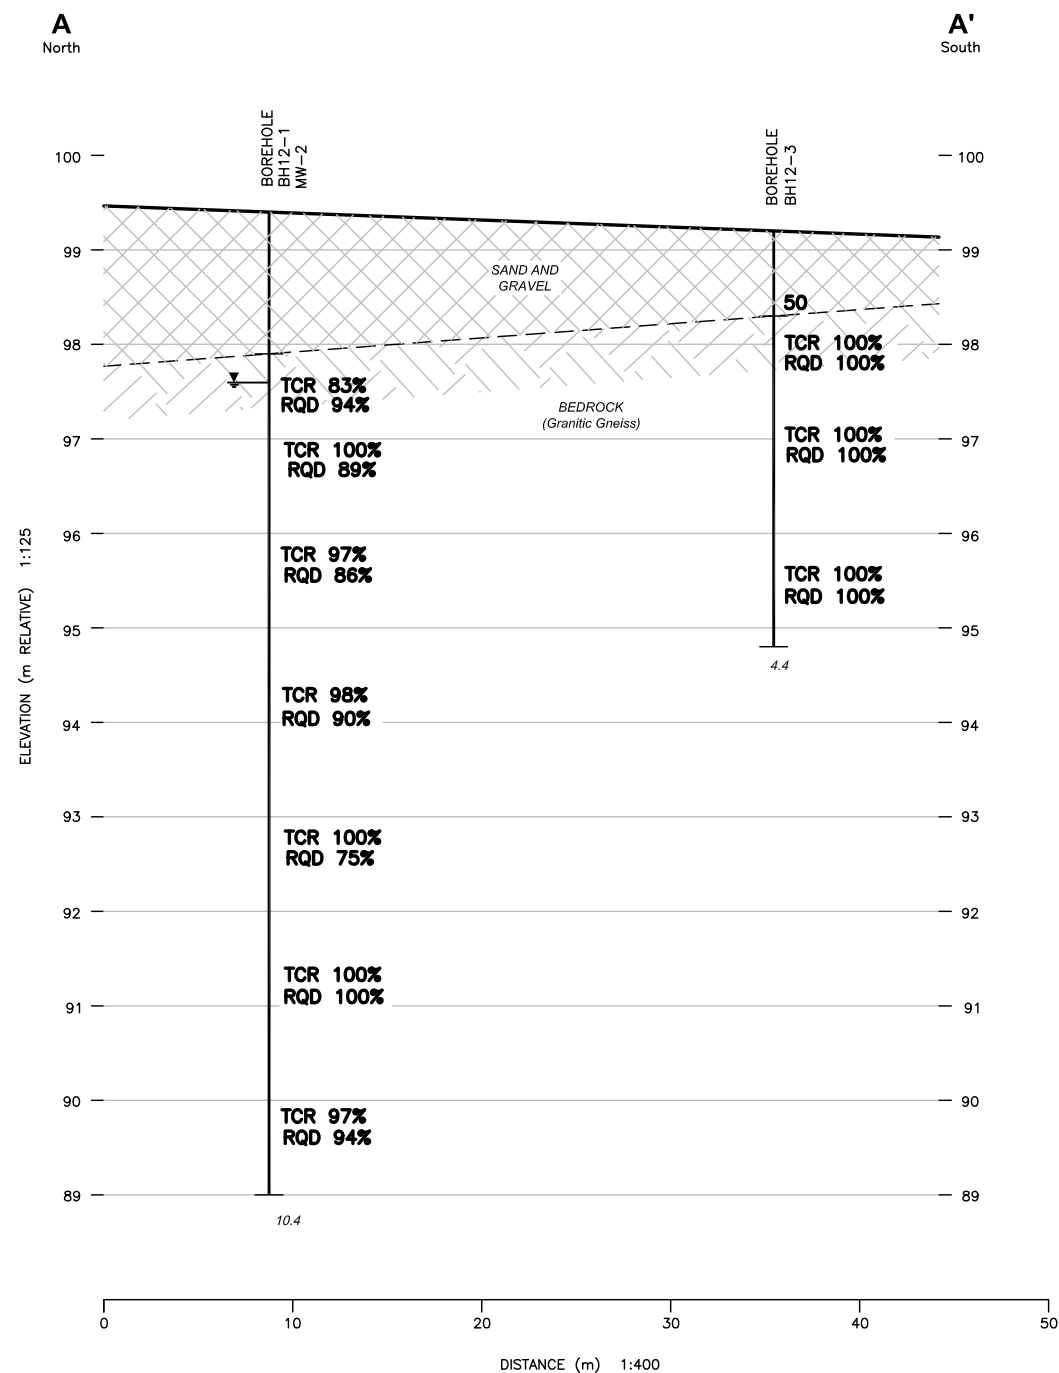 A
North
A'
South
BOREHOLE
BH12-1
MW-2
BOREHOLE
BH12-3
100
100
99
99
SAND AND
GRAVEL
50
98
98
TCR 100%
RQD 100%
TCR 83%
RQD 94%
BEDROCK
(Granitic Gneiss)
97
97
TCR 100%
RQD 89%
TCR 100%
RQD 100%
96
96
TCR 97%
RQD 86%
TCR 100%
RQD 100%
95
95
4.4
TCR 98%
RQD 90%
94
94
93
93
TCR 100%
RQD 75%
92
92
TCR 100%
RQD 100%
91
91
90
90
TCR 97%
RQD 94%
89
89
10.4
ELEVATION (m RELATIVE) 1:125
0 10 20 30 40 50
DISTANCE (m) 1:400